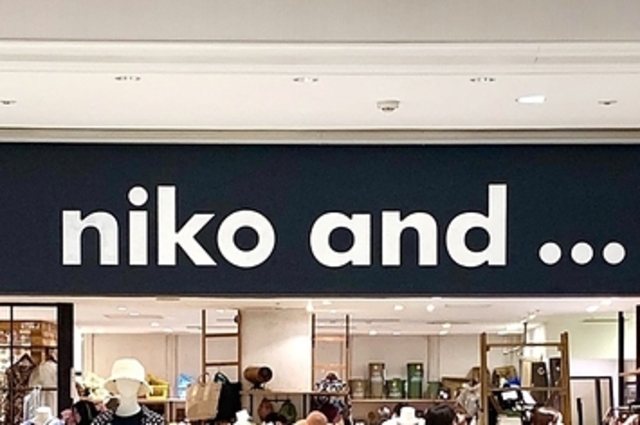 niko and ...